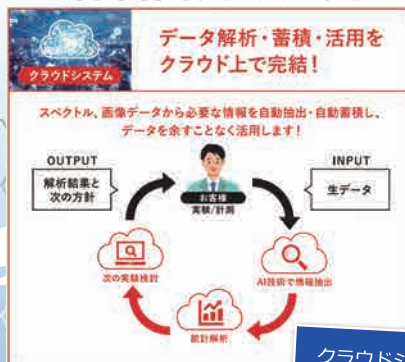 データ解析・蓄積・活用を
クラウド上で完結！
クラウドシステム
スペクトル、画像データから必要な情報を自動抽出・自動蓄積し、
データを余すことなく活用します！
OUTPUT
INPUT
解析結果と
次の方針
生データ
お客様
実験/計測
次の実験検討
AI技術で情報抽出
統計解析
クラウドシ